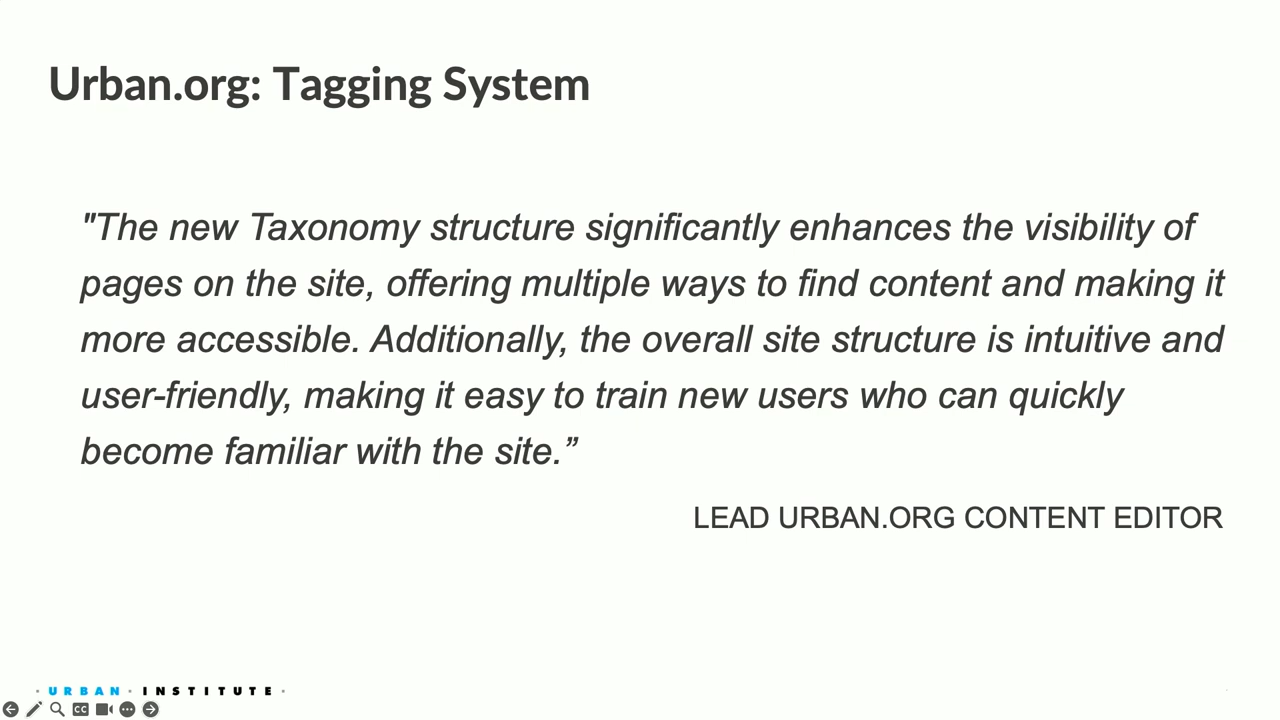 Urban.org: Tagging System
"The new Taxonomy structure significantly enhances the visibility of
pages on the site, offering multiple ways to find content and making it
more accessible. Additionally, the overall site structure is intuitive and
user-friendly, making it easy to train new users who can quickly
become familiar with the site.”
LEAD URBAN.ORG CONTENT EDITOR
· URBAN · INSTITUTE ·
CC